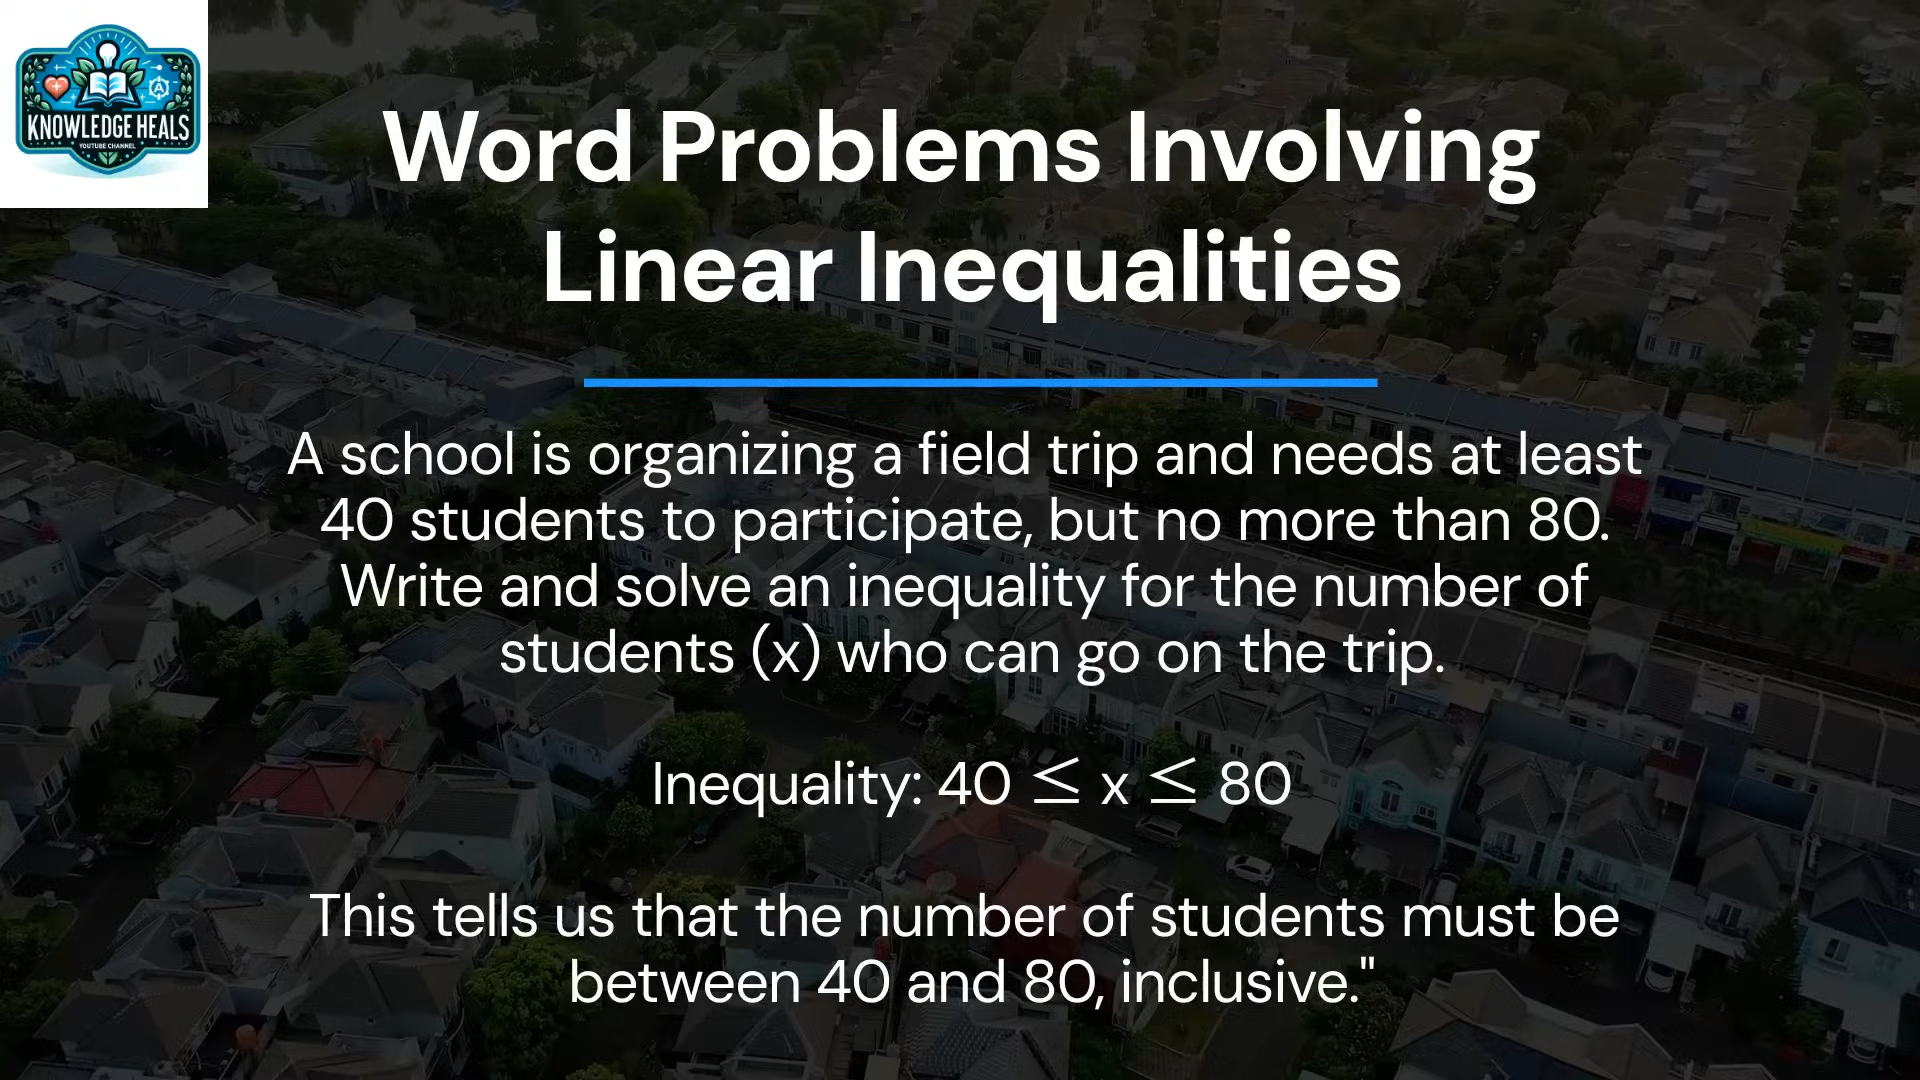 KNOWLEDGE HEALS
YOUTUBE CHANNEL
Word Problems Involving
Linear Inequalities
A school is organizing a field trip and needs at least
40 students to participate, but no more than 80.
Write and solve an inequality for the number of
students (x) who can go on the trip.
Inequality: 40 ≤ x ≤ 80
This tells us that the number of students must be
between 40 and 80, inclusive."